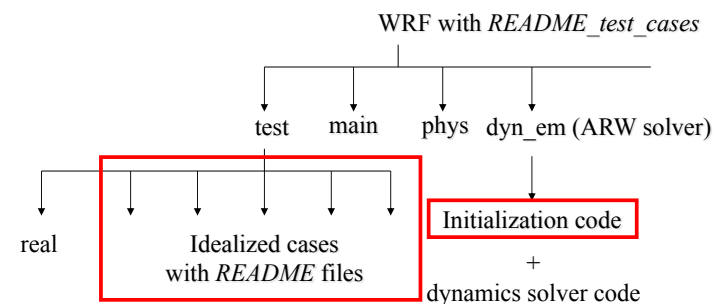 WRF with README_test_cases
test main phys dyn_em (ARW solver)
Initialization code
real Idealized cases
with README files
+
dynamics solver code